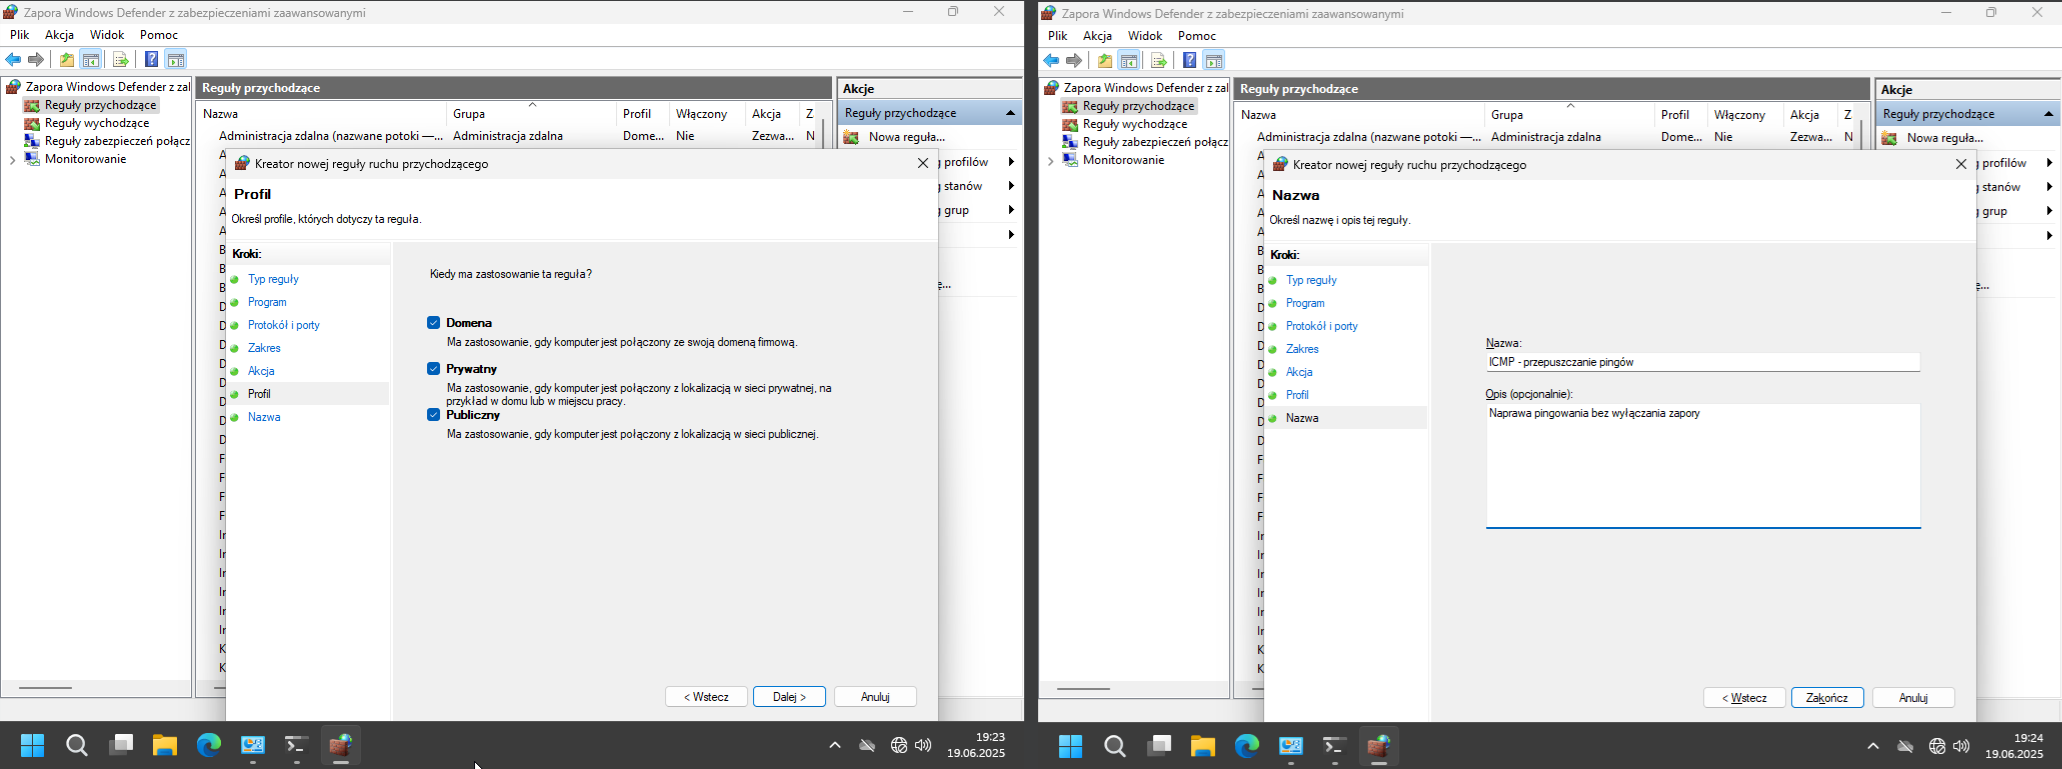 Zapora Windows Defender z zabezpieczeniami zaawansowanymi
Plik Akcja Widok Pomoc
Zapora Windows Defender z zal
Reguły przychodzące
Reguły wychodzące
Reguły zabezpieczeń połącz
Monitorowanie
Reguły przychodzące
Nazwa Grupa Profil Włączony Akcja Z
Administracja zdalna (nazwane potoki —... Administracja zdalna Dome... Nie Zezwa... N
Akcje
Reguły przychodzące
Nowa reguła...
profilów
stanów
grup
Kreator nowej reguły ruchu przychodzącego
Profil
Określ profile, których dotyczy ta reguła.
Kroki:
Typ reguły
Program
Protokół i porty
Zakres
Akcja
Profil
Nazwa
Kiedy ma zastosowanie ta reguła?
Domena
Ma zastosowanie, gdy komputer jest połączony ze swoją domeną firmową.
Prywatny
Ma zastosowanie, gdy komputer jest połączony z lokalizacją w sieci prywatnej, na
przykład w domu lub w miejscu pracy.
Publiczny
Ma zastosowanie, gdy komputer jest połączony z lokalizacją w sieci publicznej.
< Wstecz Dalej > Anuluj
19:23
19.06.2025
Zapora Windows Defender z zabezpieczeniami zaawansowanymi
Plik Akcja Widok Pomoc
Zapora Windows Defender z zal
Reguły przychodzące
Reguły wychodzące
Reguły zabezpieczeń połącz
Monitorowanie
Reguły przychodzące
Nazwa Grupa Profil Włączony Akcja Z
Administracja zdalna (nazwane potoki —... Administracja zdalna Dome... Nie Zezwa... N
Akcje
Reguły przychodzące
Nowa reguła...
profilów
stanów
grup
Kreator nowej reguły ruchu przychodzącego
Nazwa
Określ nazwę i opis tej reguły.
Kroki:
Typ reguły
Program
Protokół i porty
Zakres
Akcja
Profil
Nazwa
Nazwa:
ICMP - przepuszczanie pingów
Opis (opcjonalnie):
Naprawa pingowania bez wyłączania zapory
< Wstecz Zakończ Anuluj
19:24
19.06.2025